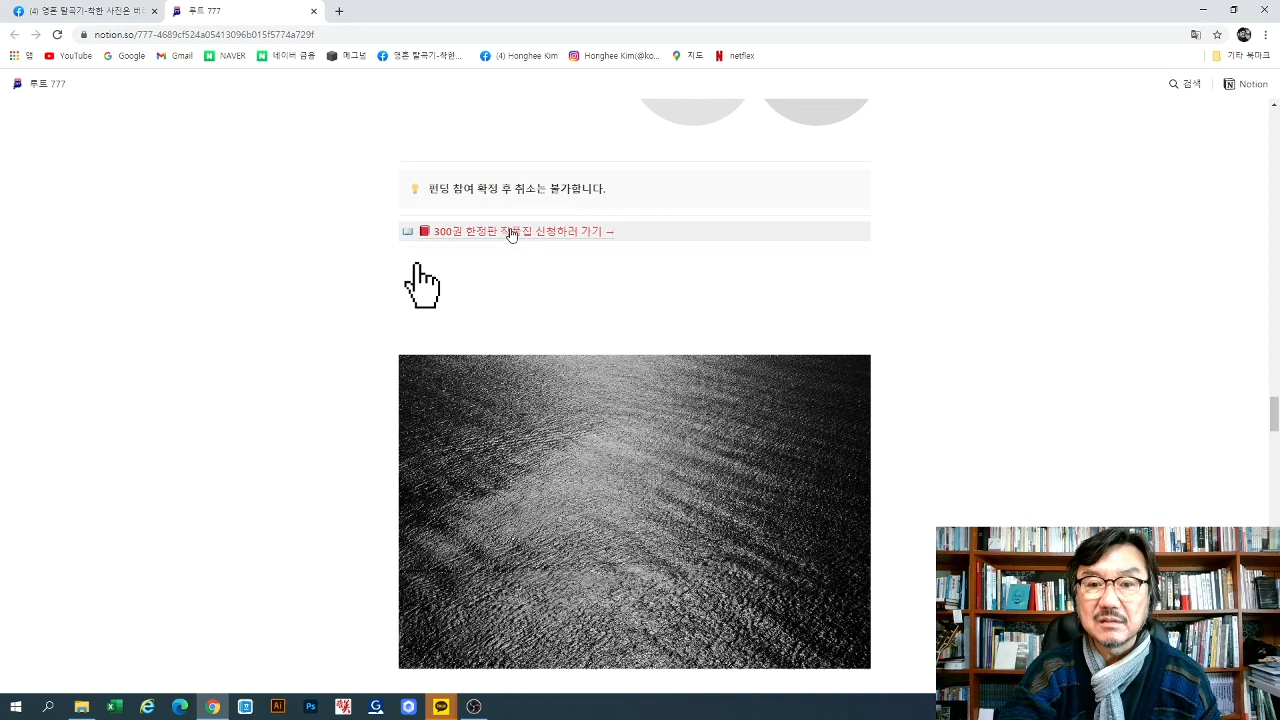 (4) 영혼 탈곡기-착한 사진은 버
루트 777
notion.so/777-4689cf524a05413096b015f5774a729f
앱
YouTube
Google
Gmail
NAVER
네이버 금융
메그넘
영혼 탈곡기-착한...
(4) Honghee Kim
Honghee Kim(@ko...
지도
netflex
기타 북마크
루트 777
검색
Notion
펀딩 참여 확정 후 취소는 불가합니다.
300권 한정판 작품집 신청하러 가기 →